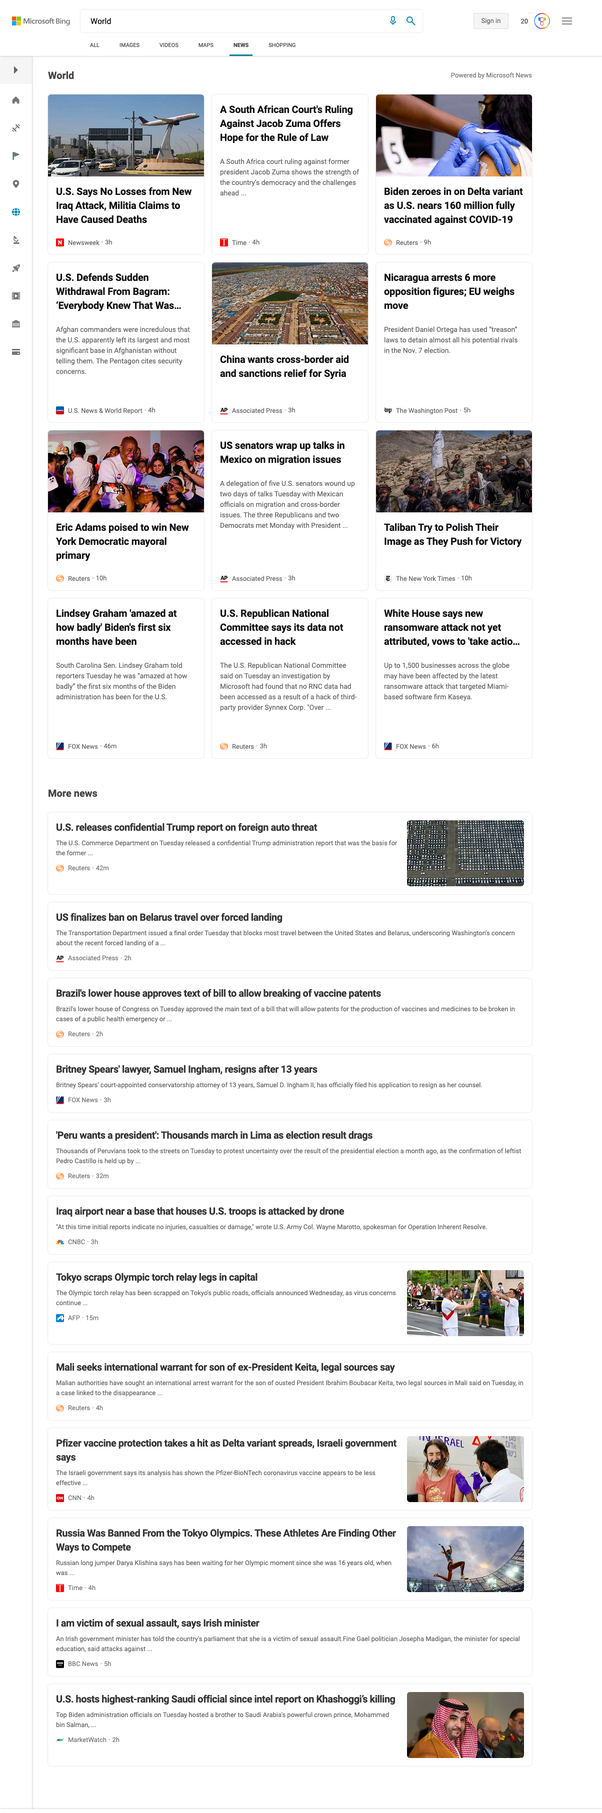 Microsoft Bing
World
Sign in
20
ALL
IMAGES
VIDEOS
MAPS
NEWS
SHOPPING
World
Powered by Microsoft News
U.S. Says No Losses from New
Iraq Attack, Militia Claims to
Have Caused Deaths
Newsweek · 3h
A South African Court's Ruling
Against Jacob Zuma Offers
Hope for the Rule of Law
A South Africa court ruling against former
president Jacob Zuma shows the strength of
the country's democracy and the challenges
ahead ...
Time · 4h
5
Biden zeroes in on Delta variant
as U.S. nears 160 million fully
vaccinated against COVID-19
Reuters · 9h
U.S. Defends Sudden
Withdrawal From Bagram:
'Everybody Knew That Was...
Afghan commanders were incredulous that
the U.S. apparently left its largest and most
significant base in Afghanistan without
telling them. The Pentagon cites security
concerns.
U.S. News & World Report · 4h
China wants cross-border aid
and sanctions relief for Syria
AP
Associated Press · 3h
Nicaragua arrests 6 more
opposition figures; EU weighs
move
President Daniel Ortega has used "treason"
laws to detain almost all his potential rivals
in the Nov. 7 election.
wp
The Washington Post · 5h
Eric Adams poised to win New
York Democratic mayoral
primary
Reuters · 10h
US senators wrap up talks in
Mexico on migration issues
A delegation of five U.S. senators wound up
two days of talks Tuesday with Mexican
officials on migration and cross-border
issues. The three Republicans and two
Democrats met Monday with President ...
AP
Associated Press · 3h
Taliban Try to Polish Their
Image as They Push for Victory
The New York Times · 10h
Lindsey Graham 'amazed at
how badly' Biden's first six
months have been
South Carolina Sen. Lindsey Graham told
reporters Tuesday he was "amazed at how
badly" the first six months of the Biden
administration has been for the U.S.
FOX News · 46m
U.S. Republican National
Committee says its data not
accessed in hack
The U.S. Republican National Committee
said on Tuesday an investigation by
Microsoft had found that no RNC data had
been accessed as a result of a hack of third-
party provider Synnex Corp. "Over ...
Reuters · 3h
White House says new
ransomware attack not yet
attributed, vows to 'take actio...
Up to 1,500 businesses across the globe
may have been affected by the latest
ransomware attack that targeted Miami-
based software firm Kaseya.
FOX News · 6h
More news
U.S. releases confidential Trump report on foreign auto threat
The U.S. Commerce Department on Tuesday released a confidential Trump administration report that was the basis for
the former ...
Reuters · 42m
US finalizes ban on Belarus travel over forced landing
The Transportation Department issued a final order Tuesday that blocks most travel between the United States and Belarus, underscoring Washington's concern
about the recent forced landing of a ...
AP
Associated Press · 2h
Brazil's lower house approves text of bill to allow breaking of vaccine patents
Brazil's lower house of Congress on Tuesday approved the main text of a bill that will allow patents for the production of vaccines and medicines to be broken in
cases of a public health emergency or ...
Reuters · 2h
Britney Spears' lawyer, Samuel Ingham, resigns after 13 years
Britney Spears' court-appointed conservatorship attorney of 13 years, Samuel D. Ingham II, has officially filed his application to resign as her counsel.
FOX News · 3h
'Peru wants a president': Thousands march in Lima as election result drags
Thousands of Peruvians took to the streets on Tuesday to protest uncertainty over the result of the presidential election a month ago, as the confirmation of leftist
Pedro Castillo is held up by ...
Reuters · 32m
Iraq airport near a base that houses U.S. troops is attacked by drone
"At this time initial reports indicate no injuries, casualties or damage," wrote U.S. Army Col. Wayne Marotto, spokesman for Operation Inherent Resolve.
CNBC · 3h
Tokyo scraps Olympic torch relay legs in capital
The Olympic torch relay has been scrapped on Tokyo's public roads, officials announced Wednesday, as virus concerns
continue ...
AFP · 15m
Mali seeks international warrant for son of ex-President Keita, legal sources say
Malian authorities have sought an international arrest warrant for the son of ousted President Ibrahim Boubacar Keita, two legal sources in Mali said on Tuesday, in
a case linked to the disappearance ...
Reuters · 4h
Pfizer vaccine protection takes a hit as Delta variant spreads, Israeli government
says
The Israeli government says its analysis has shown the Pfizer-BioNTech coronavirus vaccine appears to be less
effective ...
CNN · 4h
Russia Was Banned From the Tokyo Olympics. These Athletes Are Finding Other
Ways to Compete
Russian long jumper Darya Klishina says has been waiting for her Olympic moment since she was 16 years old, when
was ...
Time · 4h
I am victim of sexual assault, says Irish minister
An Irish government minister has told the country's parliament that she is a victim of sexual assault.Fine Gael politician Josepha Madigan, the minister for special
education, said attacks against ...
BBC News · 5h
U.S. hosts highest-ranking Saudi official since intel report on Khashoggi's killing
Top Biden administration officials on Tuesday hosted a brother to Saudi Arabia's powerful crown prince, Mohammed
bin Salman, ...
MarketWatch · 2h